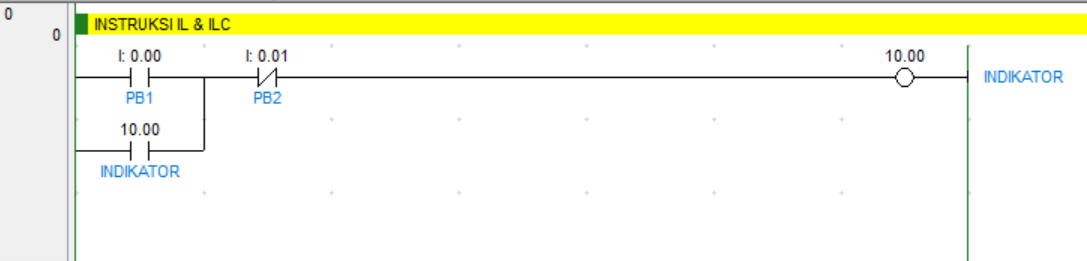 0
0
INSTRUKSI IL & ILC
I: 0.00
I: 0.01
10.00
PB1
PB2
INDIKATOR
10.00
INDIKATOR